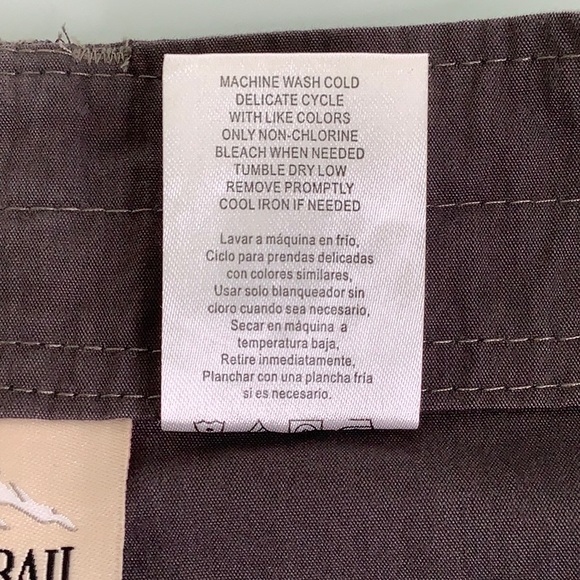 MACHINE WASH COLD
DELICATE CYCLE
WITH LIKE COLORS
ONLY NON-CHLORINE
BLEACH WHEN NEEDED
TUMBLE DRY LOW
REMOVE PROMPTLY
COOL IRON IF NEEDED
Lavar a máquina en frío,
Ciclo para prendas delicadas
con colores similares,
Usar solo blanqueador sin
cloro cuando sea necesario,
Secar en máquina a
temperatura baja,
Retire inmediatamente,
Planchar con una plancha fría
si es necesario.